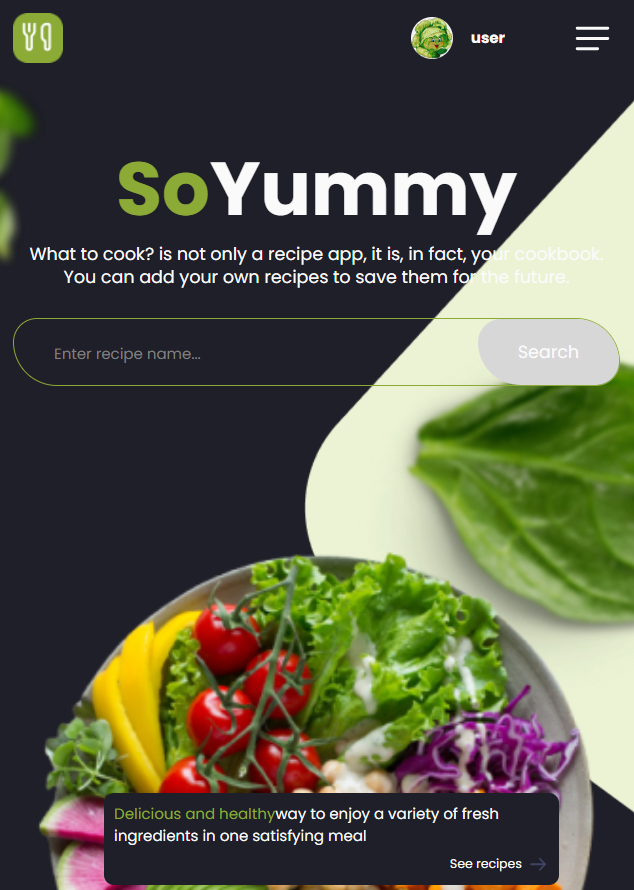 user
SoYummy
What to cook? is not only a recipe app, it is, in fact, your cookbook.
You can add your own recipes to save them for the future.
Enter recipe name...
Search
Delicious and healthyway to enjoy a variety of fresh
ingredients in one satisfying meal
See recipes